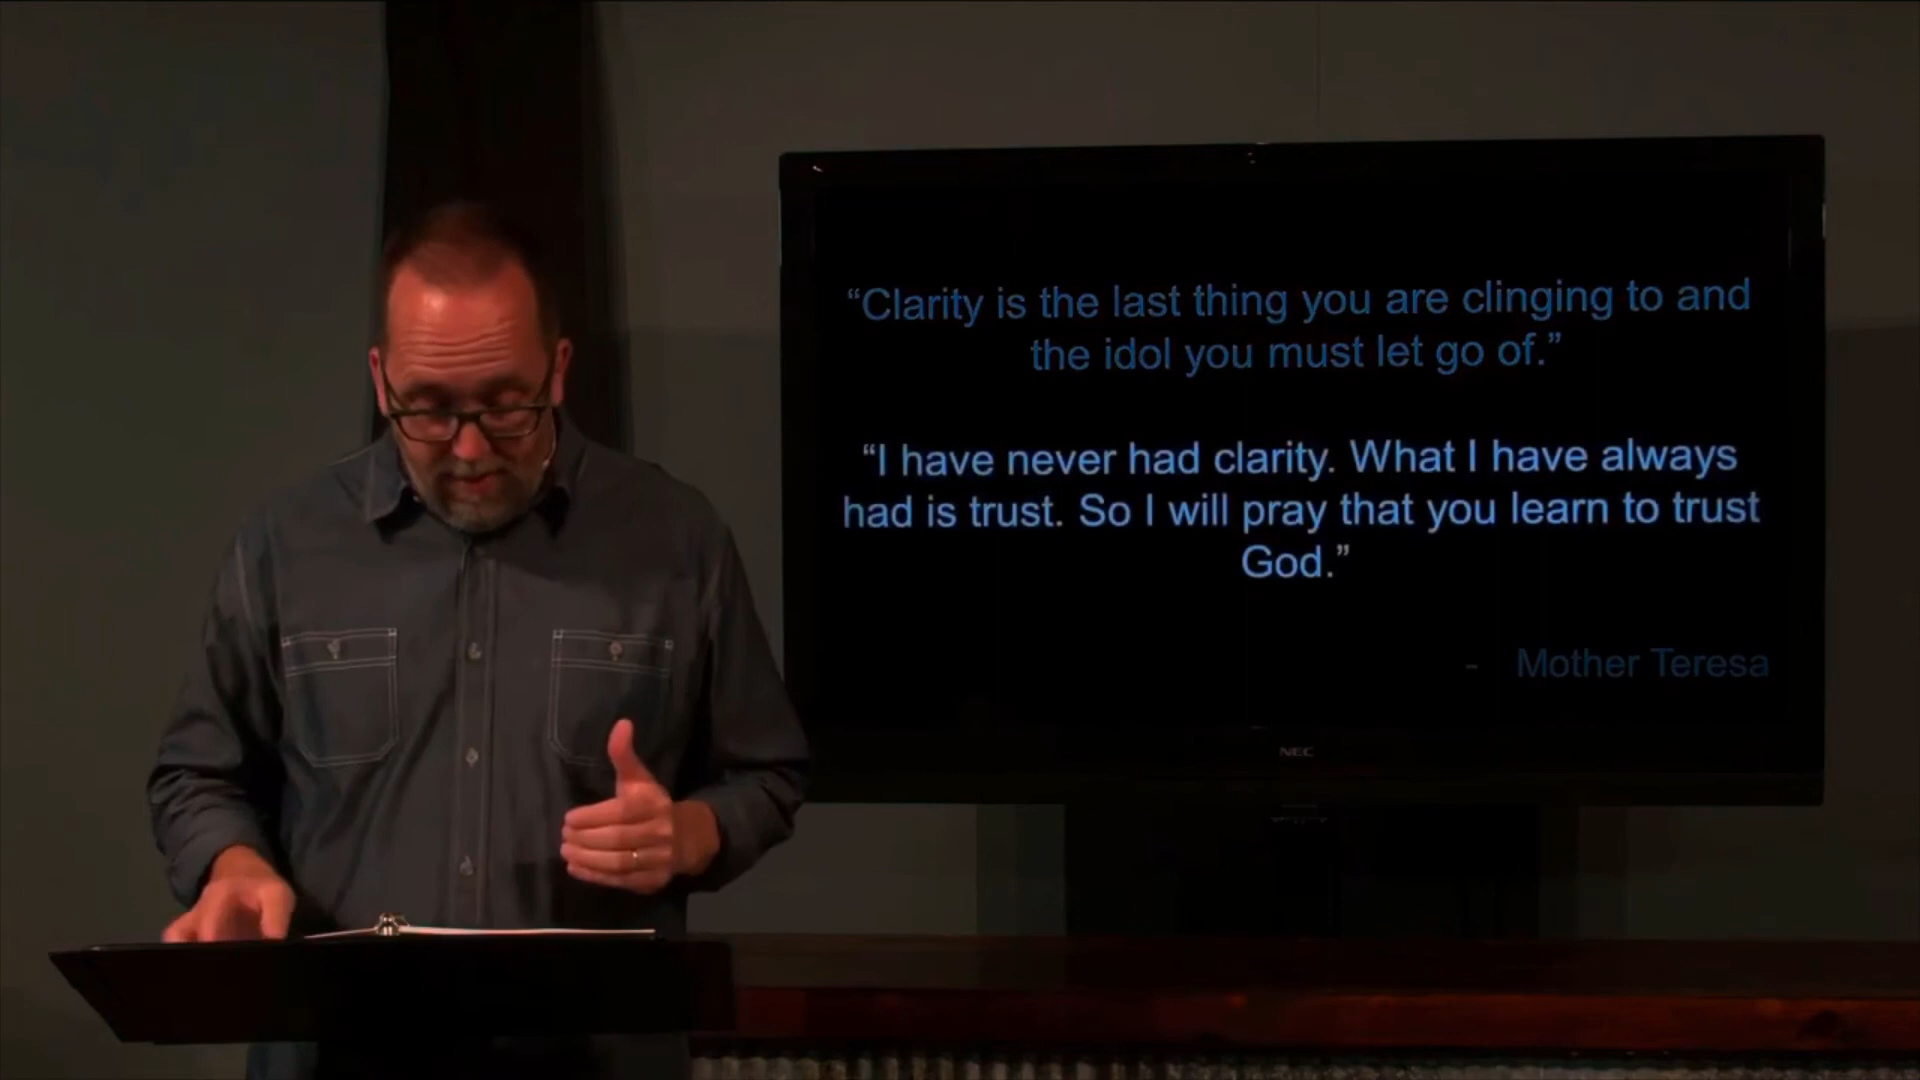 “Clarity is the last thing you are clinging to and
the idol you must let go of.”
“I have never had clarity. What I have always
had is trust. So I will pray that you learn to trust
God.”
- Mother Teresa
NEC